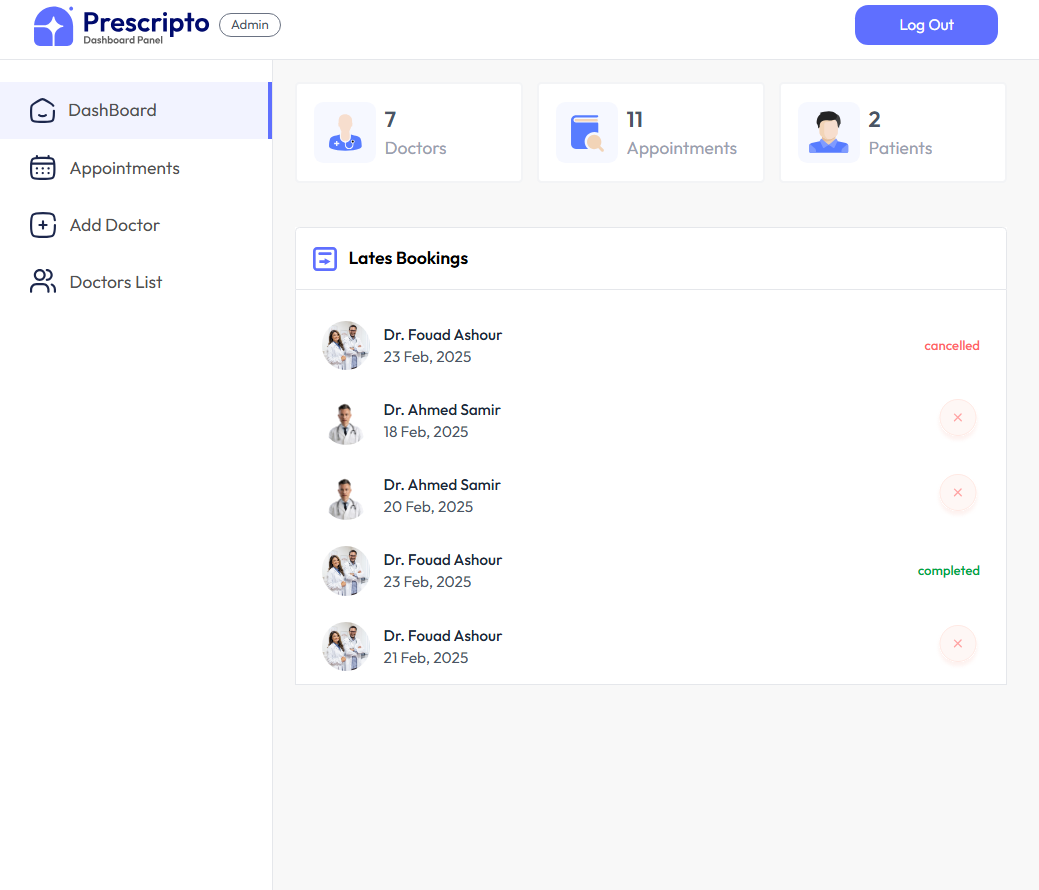 Prescripto
Dashboard Panel
Admin
Log Out
DashBoard
Appointments
Add Doctor
Doctors List
7
Doctors
11
Appointments
2
Patients
Lates Bookings
Dr. Fouad Ashour
23 Feb, 2025
cancelled
Dr. Ahmed Samir
18 Feb, 2025
Dr. Ahmed Samir
20 Feb, 2025
Dr. Fouad Ashour
23 Feb, 2025
completed
Dr. Fouad Ashour
21 Feb, 2025